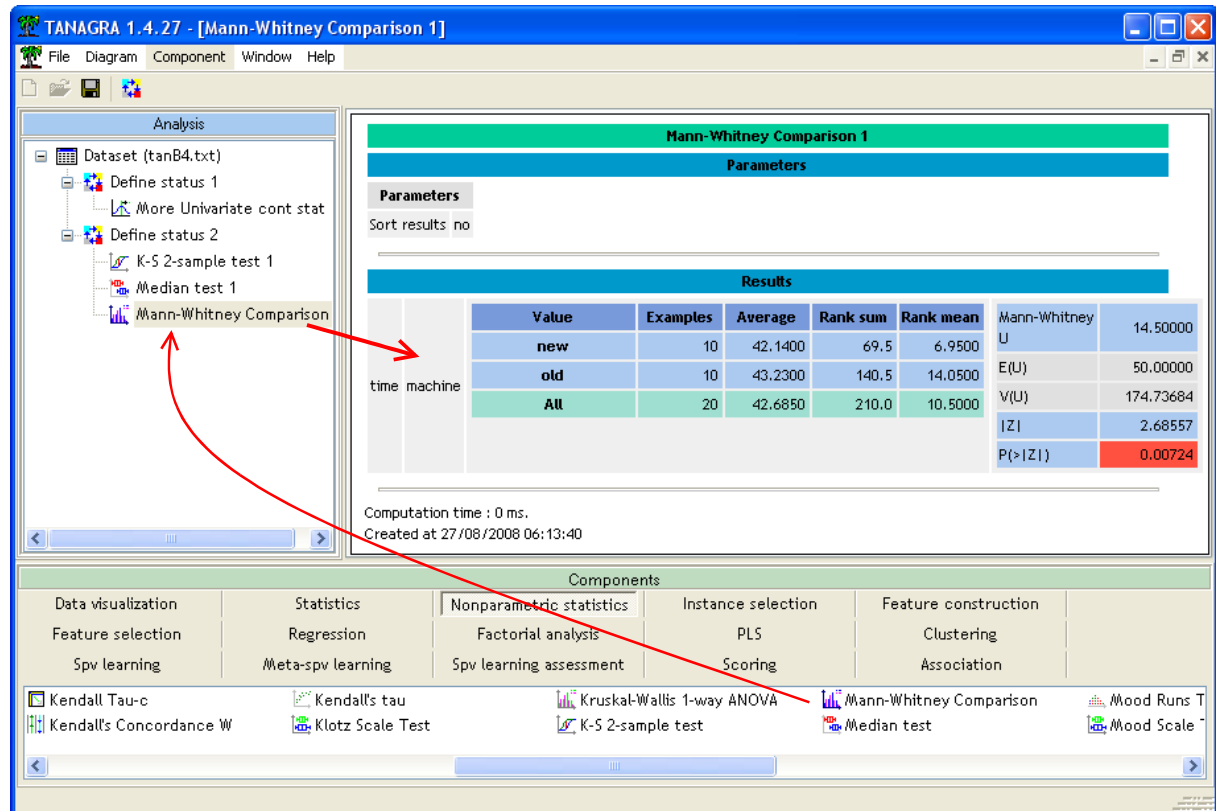 TANAGRA 1.4.27 - [Mann-Whitney Comparison 1]
File Diagram Component Window Help
Analysis
Dataset (tanB4.txt)
Define status 1
More Univariate cont stat
Define status 2
K-S 2-sample test 1
Median test 1
Mann-Whitney Comparison
Mann-Whitney Comparison 1
Parameters
Parameters
Sort results no
Results
time machine
Value Examples Average Rank sum Rank mean
new 10 42.1400 69.5 6.9500
old 10 43.2300 140.5 14.0500
All 20 42.6850 210.0 10.5000
Mann-Whitney U 14.50000
E(U) 50.00000
V(U) 174.73684
|Z| 2.68557
P(>|Z|) 0.00724
Computation time : 0 ms.
Created at 27/08/2008 06:13:40
Components
Data visualization Statistics Nonparametric statistics Instance selection Feature construction
Feature selection Regression Factorial analysis PLS Clustering
Spv learning Meta-spv learning Spv learning assessment Scoring Association
Kendall Tau-c Kendall's tau Kruskal-Wallis 1-way ANOVA Mann-Whitney Comparison Mood Runs T
Kendall's Concordance W Klotz Scale Test K-S 2-sample test Median test Mood Scale